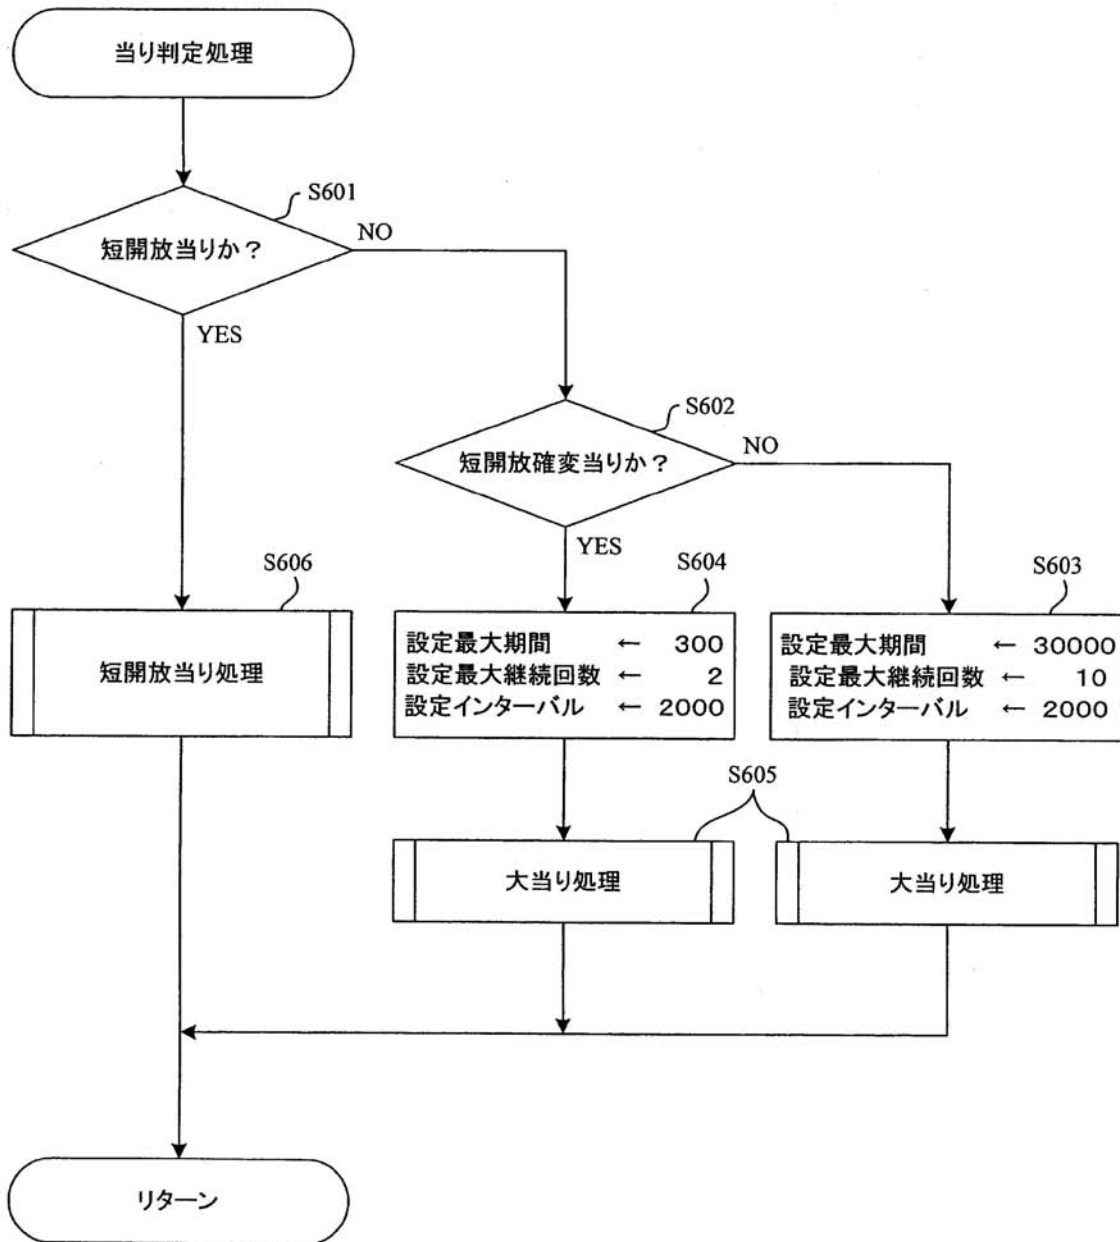 当り判定処理
S601
短開放当りか?
NO
YES
S602
短開放確変当りか?
NO
YES
S606
S604
S603
短開放当り処理
設定最大期間 ← 300
設定最大継続回数 ← 2
設定インターバル ← 2000
設定最大期間 ← 30000
設定最大継続回数 ← 10
設定インターバル ← 2000
S605
大当り処理
大当り処理
リターン